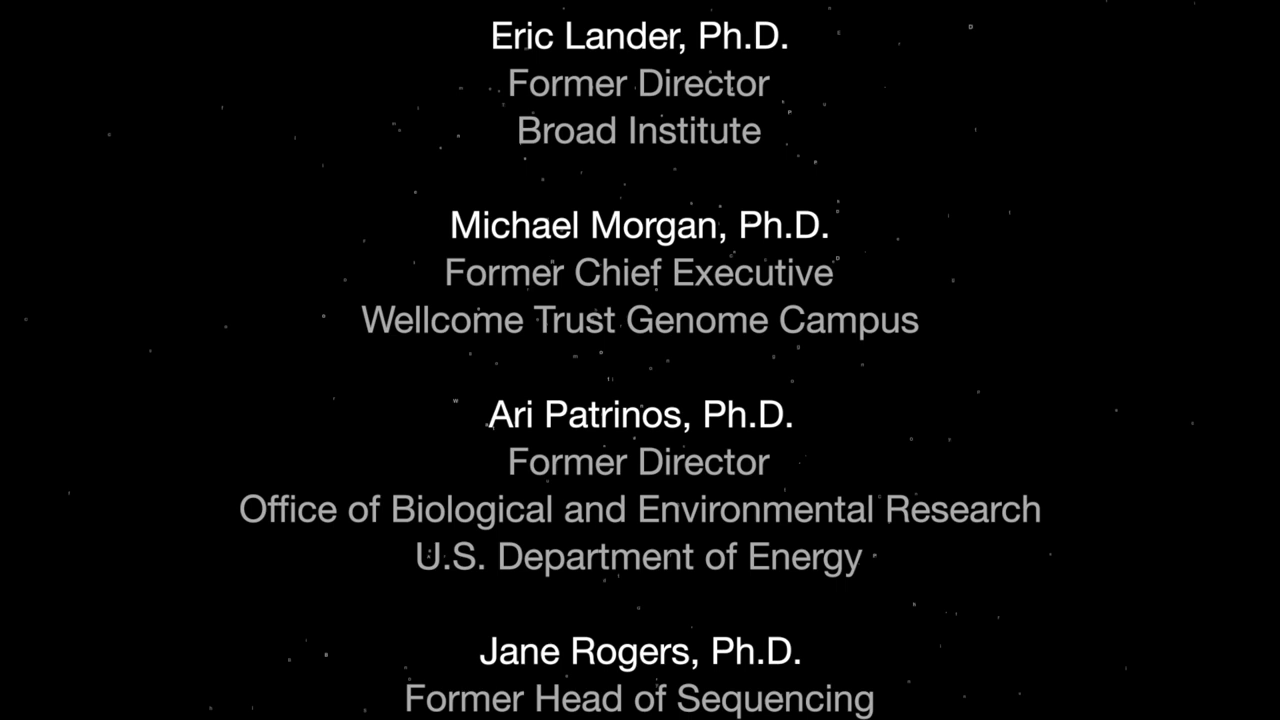 Eric Lander, Ph.D.
Former Director
Broad Institute
Michael Morgan, Ph.D.
Former Chief Executive
Wellcome Trust Genome Campus
Ari Patrinos, Ph.D.
Former Director
Office of Biological and Environmental Research
U.S. Department of Energy
Jane Rogers, Ph.D.
Former Head of Sequencing